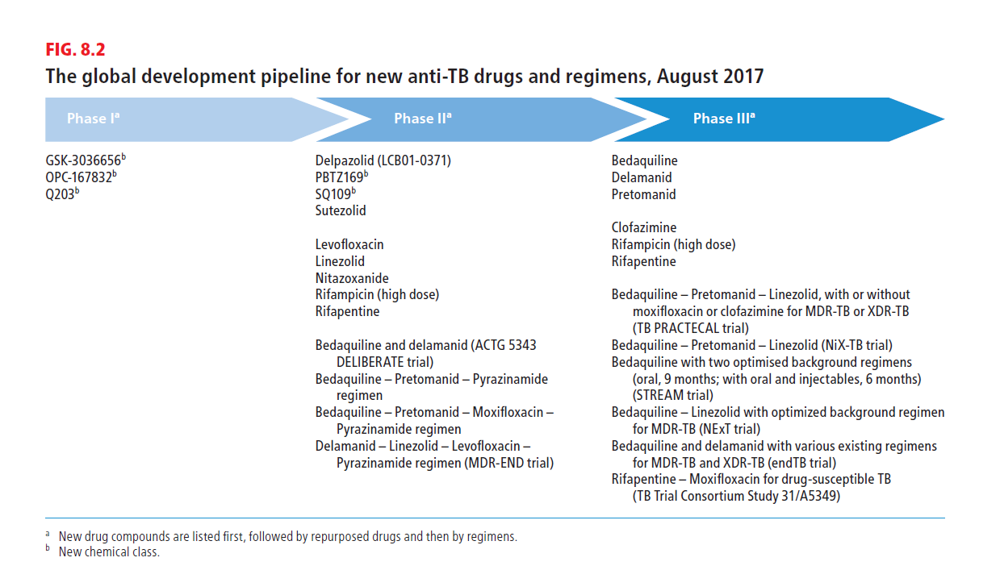 FIG. 8.2
The global development pipeline for new anti-TB drugs and regimens, August 2017
Phase Iᵃ
Phase IIᵃ
Phase IIIᵃ
GSK-3036656ᵇ
OPC-167832ᵇ
Q203ᵇ
Delpazolid (LCB01-0371)
PBTZ169ᵇ
SQ109ᵇ
Sutezolid
Levofloxacin
Linezolid
Nitazoxanide
Rifampicin (high dose)
Rifapentine
Bedaquiline and delamanid (ACTG 5343
DELIBERATE trial)
Bedaquiline – Pretomanid – Pyrazinamide
regimen
Bedaquiline – Pretomanid – Moxifloxacin –
Pyrazinamide regimen
Delamanid – Linezolid – Levofloxacin –
Pyrazinamide regimen (MDR-END trial)
Bedaquiline
Delamanid
Pretomanid
Clofazimine
Rifampicin (high dose)
Rifapentine
Bedaquiline – Pretomanid – Linezolid, with or without
moxifloxacin or clofazimine for MDR-TB or XDR-TB
(TB PRACTECAL trial)
Bedaquiline – Pretomanid – Linezolid (NiX-TB trial)
Bedaquiline with two optimised background regimens
(oral, 9 months; with oral and injectables, 6 months)
(STREAM trial)
Bedaquiline – Linezolid with optimized background regimen
for MDR-TB (NExT trial)
Bedaquiline and delamanid with various existing regimens
for MDR-TB and XDR-TB (endTB trial)
Rifapentine – Moxifloxacin for drug-susceptible TB
(TB Trial Consortium Study 31/A5349)
ᵃ New drug compounds are listed first, followed by repurposed drugs and then by regimens.
ᵇ New chemical class.